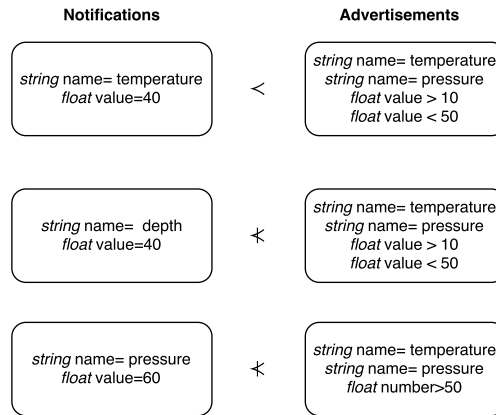 Notifications
Advertisements
string name= temperature
float value=40
≺
string name= temperature
string name= pressure
float value > 10
float value < 50
string name= depth
float value=40
⊀
string name= temperature
string name= pressure
float value > 10
float value < 50
string name= pressure
float value=60
⊀
string name= temperature
string name= pressure
float number>50